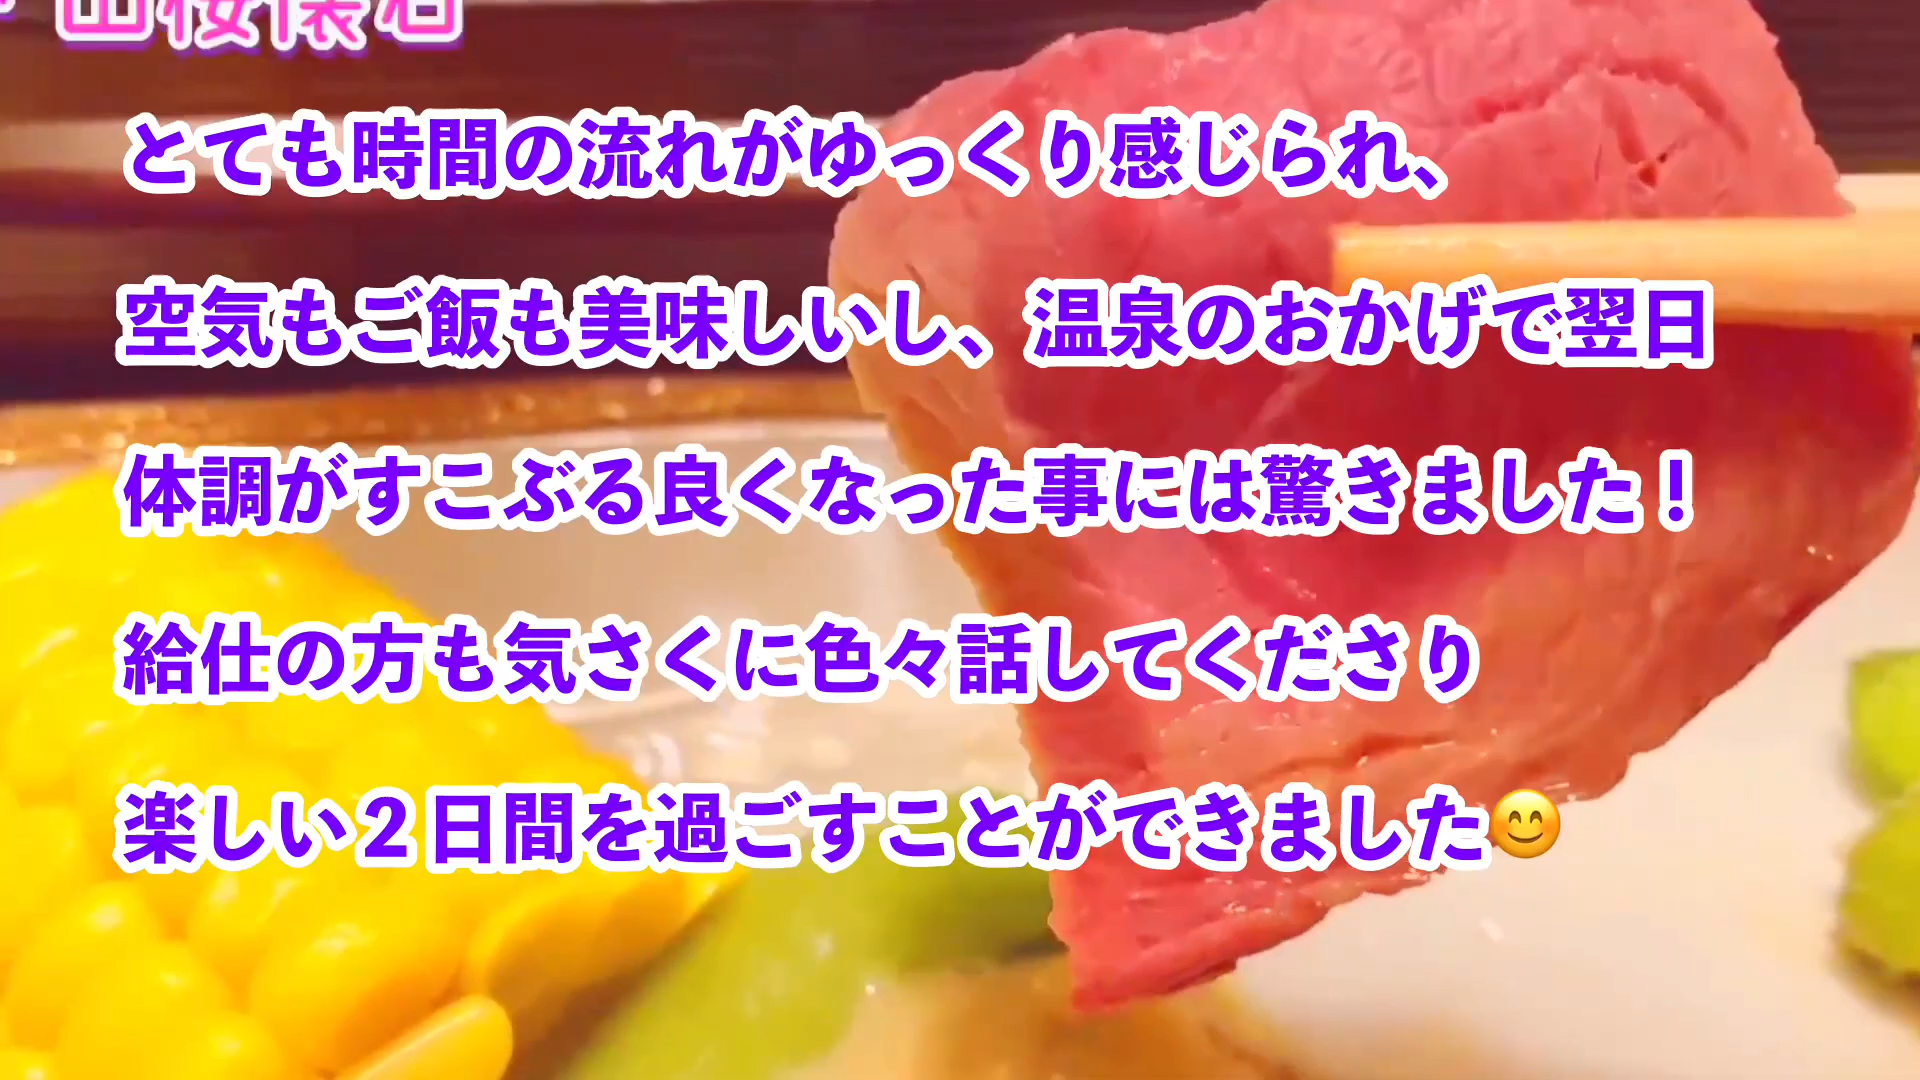 山桜懐石
とても時間の流れがゆっくり感じられ、
空気もご飯も美味しいし、温泉のおかげで翌日
体調がすこぶる良くなった事には驚きました！
給仕の方も気さくに色々話してくださり
楽しい２日間を過ごすことができました😊